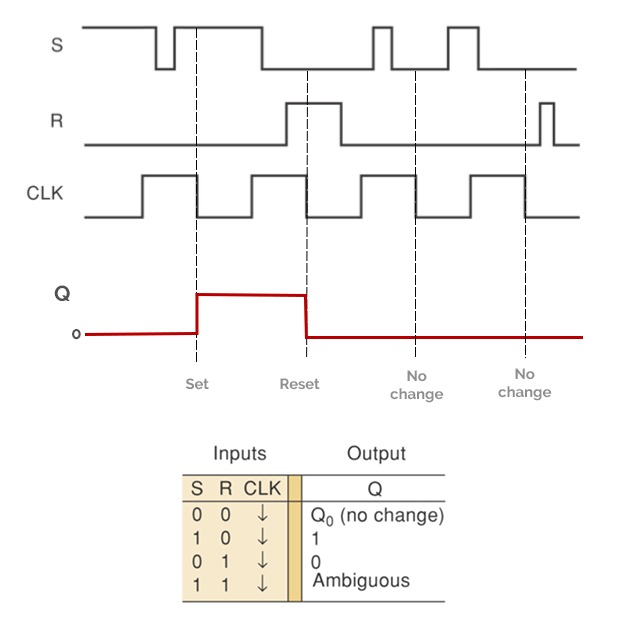 S
R
CLK
Q
0
Set Reset No change No change
Inputs Output
S R CLK Q
0 0 ↓ Q₀ (no change)
1 0 ↓ 1
0 1 ↓ 0
1 1 ↓ Ambiguous